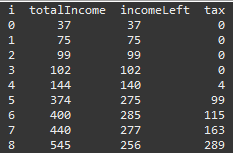 i totalIncome incomeLeft tax
0 37 37 0
1 75 75 0
2 99 99 0
3 102 102 0
4 144 140 4
5 374 275 99
6 400 285 115
7 440 277 163
8 545 256 289